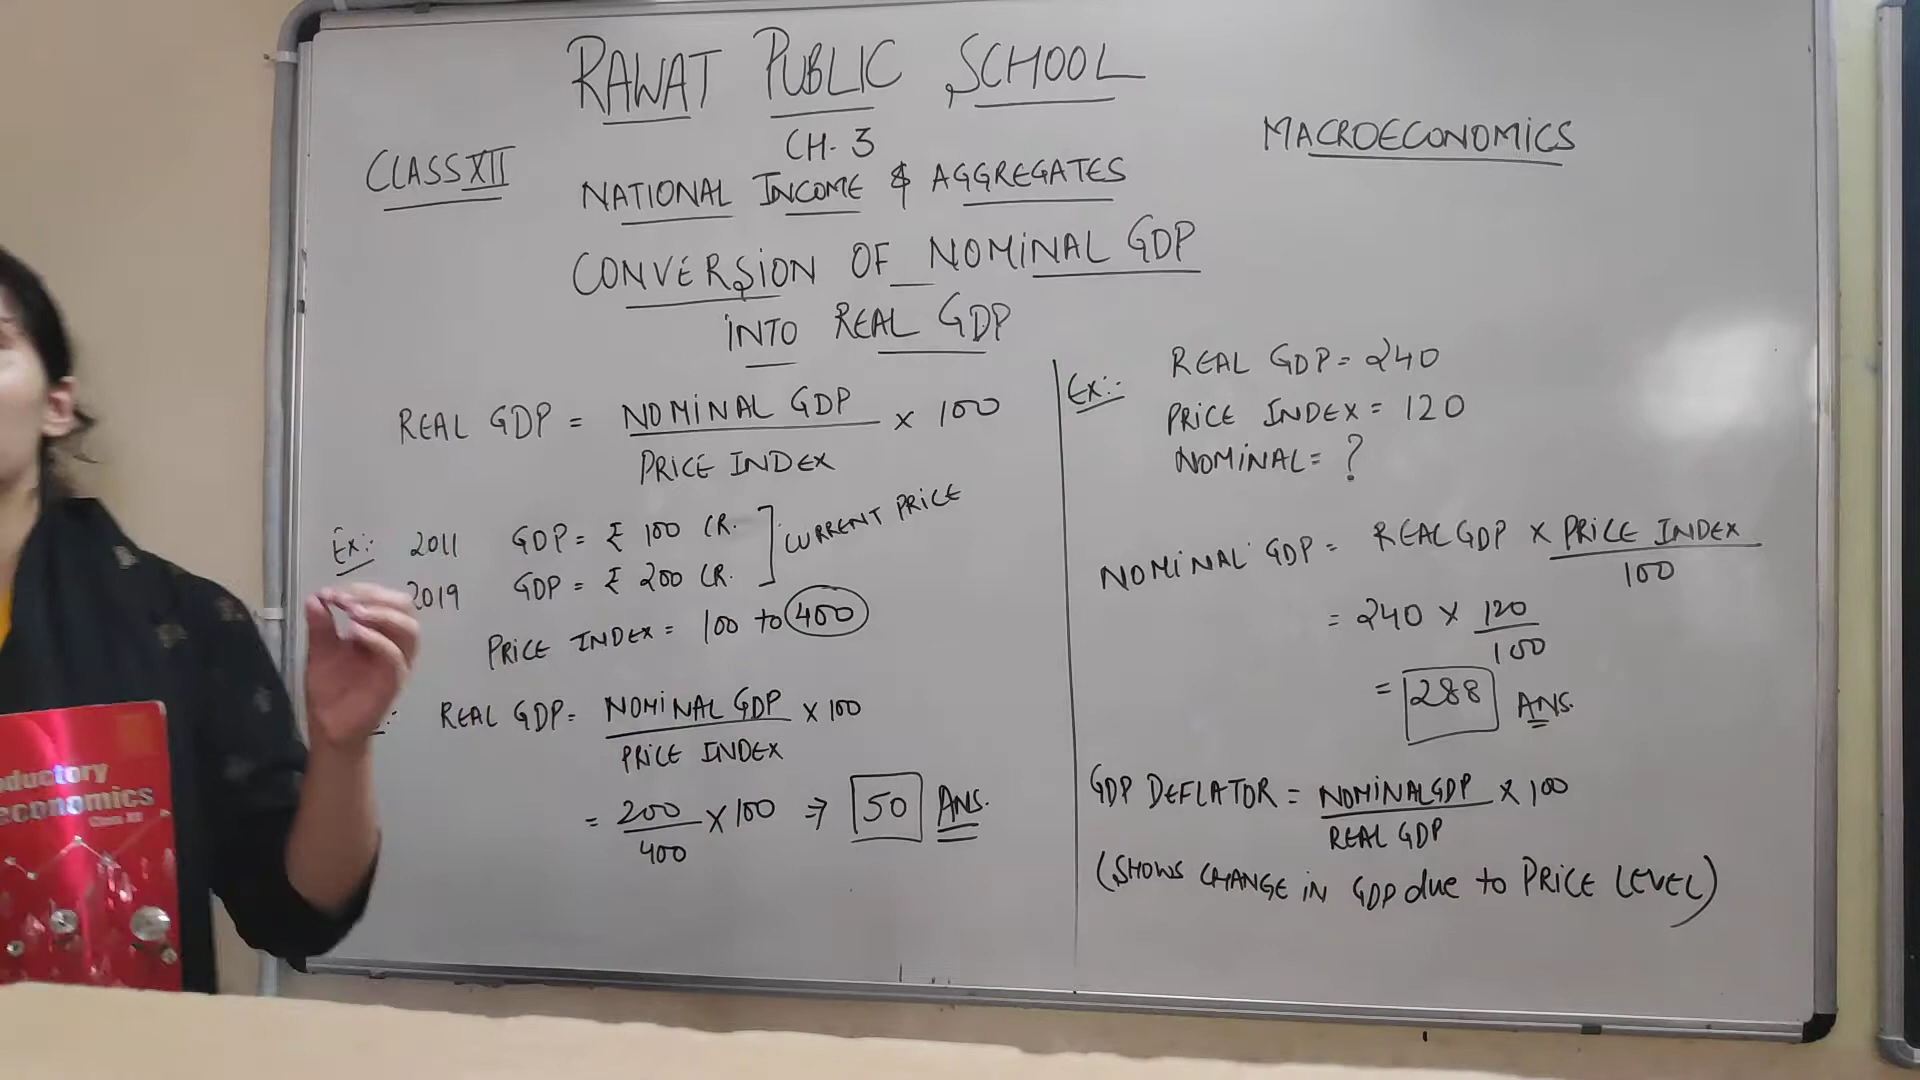 RAWAT PUBLIC SCHOOL
CH. 3
MACROECONOMICS
CLASS XII
NATIONAL INCOME & AGGREGATES
CONVERSION OF NOMINAL GDP
INTO REAL GDP
REAL GDP = NOMINAL GDP / PRICE INDEX × 100
Ex:- 2011 GDP = ₹ 100 CR. ] CURRENT PRICE
2019 GDP = ₹ 200 CR.
PRICE INDEX = 100 to 400
REAL GDP = NOMINAL GDP / PRICE INDEX × 100
= 200 / 400 × 100 ⇒ 50 ANS.
Ex:- REAL GDP = 240
PRICE INDEX = 120
NOMINAL = ?
NOMINAL GDP = REAL GDP × PRICE INDEX / 100
= 240 × 120 / 100
= 288 ANS.
GDP DEFLATOR = NOMINAL GDP / REAL GDP × 100
(SHOWS CHANGE IN GDP due to PRICE LEVEL)
oductory
economics
Class XII